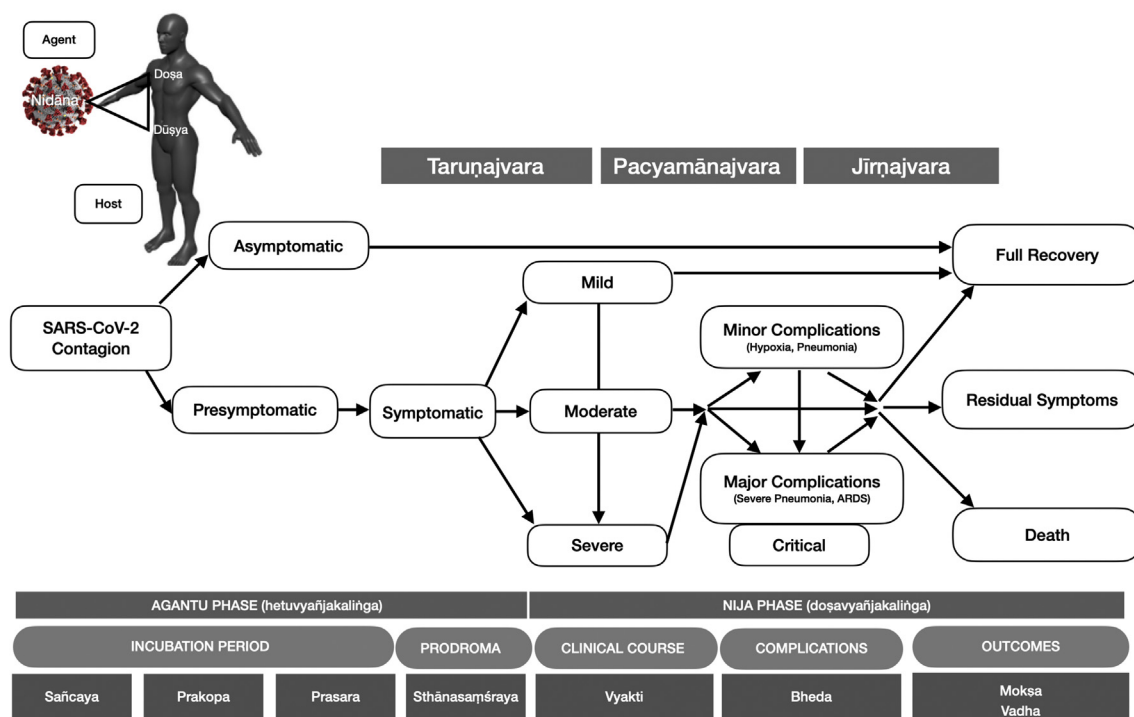 Agent
Nidāna
Doṣa
Dūṣya
Host
Taruṇajvara
Pacyamānajvara
Jīrṇajvara
Asymptomatic
Full Recovery
Mild
SARS-CoV-2
Contagion
Minor Complications
(Hypoxia, Pneumonia)
Presymptomatic
Symptomatic
Moderate
Residual Symptoms
Major Complications
(Severe Pneumonia, ARDS)
Severe
Critical
Death
AGANTU PHASE (hetuvyañjakaliṅga)
NIJA PHASE (doṣavyañjakaliṅga)
INCUBATION PERIOD
PRODROMA
CLINICAL COURSE
COMPLICATIONS
OUTCOMES
Sañcaya
Prakopa
Prasara
Sthānasaṃśraya
Vyakti
Bheda
Mokṣa
Vadha